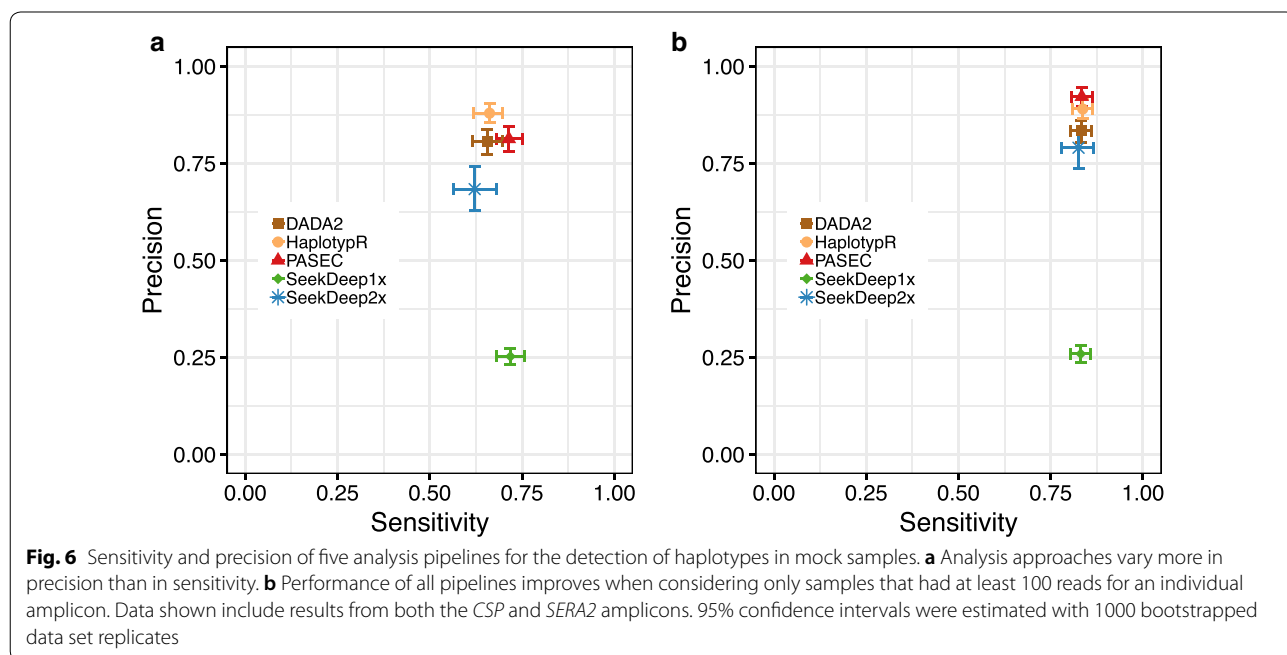 a
1.00
0.75
0.50
0.25
0.00
Precision
DADA2
HaplotypR
PASEC
SeekDeep1x
SeekDeep2x
0.00 0.25 0.50 0.75 1.00
Sensitivity
b
1.00
0.75
0.50
0.25
0.00
Precision
DADA2
HaplotypR
PASEC
SeekDeep1x
SeekDeep2x
0.00 0.25 0.50 0.75 1.00
Sensitivity
Fig. 6 Sensitivity and precision of five analysis pipelines for the detection of haplotypes in mock samples. a Analysis approaches vary more in
precision than in sensitivity. b Performance of all pipelines improves when considering only samples that had at least 100 reads for an individual
amplicon. Data shown include results from both the CSP and SERA2 amplicons. 95% confidence intervals were estimated with 1000 bootstrapped
data set replicates